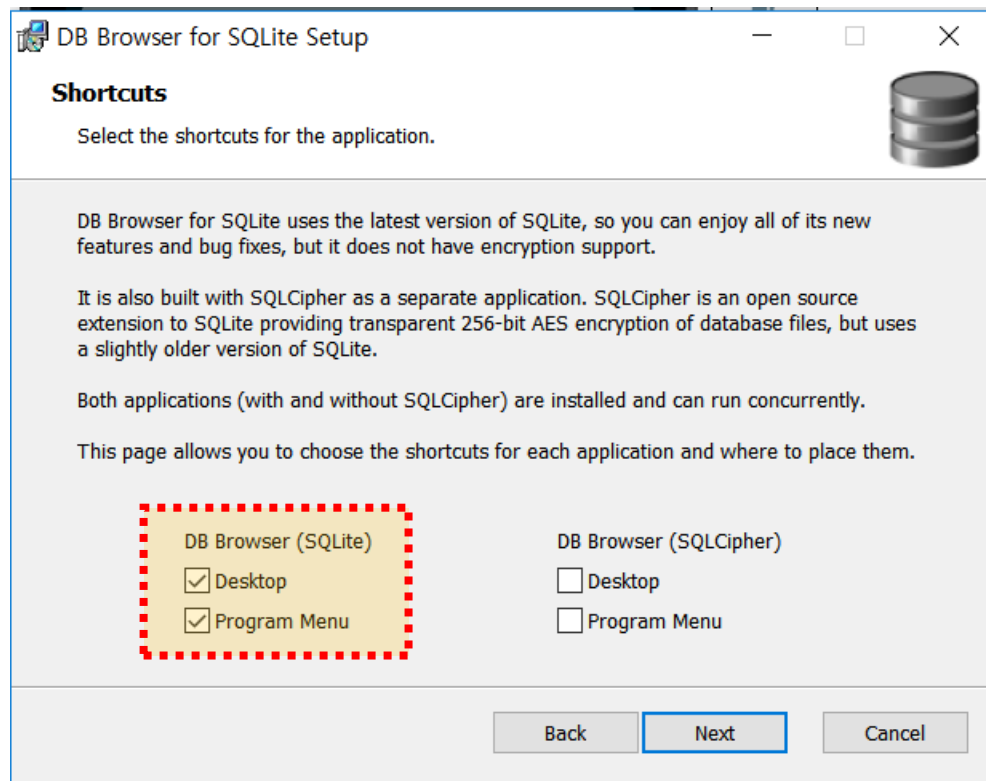 DB Browser for SQLite Setup
Shortcuts
Select the shortcuts for the application.
DB Browser for SQLite uses the latest version of SQLite, so you can enjoy all of its new
features and bug fixes, but it does not have encryption support.
It is also built with SQLCipher as a separate application. SQLCipher is an open source
extension to SQLite providing transparent 256-bit AES encryption of database files, but uses
a slightly older version of SQLite.
Both applications (with and without SQLCipher) are installed and can run concurrently.
This page allows you to choose the shortcuts for each application and where to place them.
DB Browser (SQLite)
Desktop
Program Menu
DB Browser (SQLCipher)
Desktop
Program Menu
Back
Next
Cancel